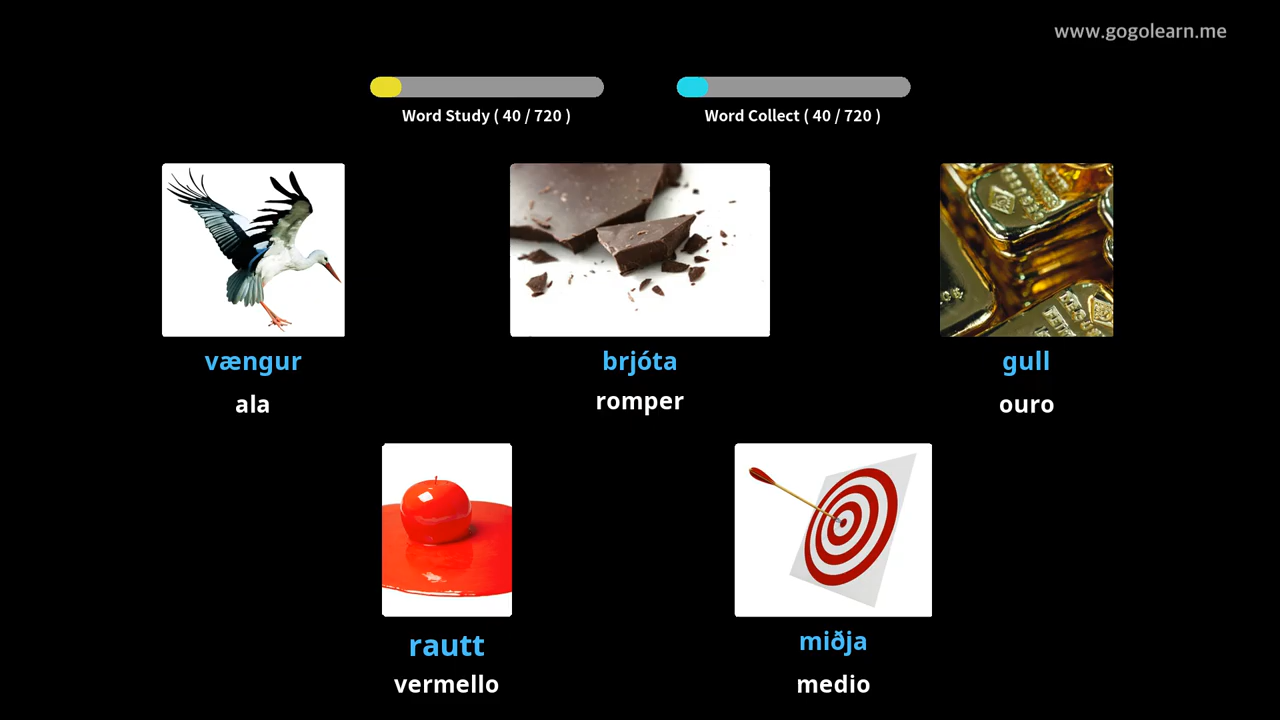 www.gogolearn.me
Word Study ( 40 / 720 )
Word Collect ( 40 / 720 )
vængur
brjóta
gull
ala
romper
ouro
rautt
miðja
vermello
medio